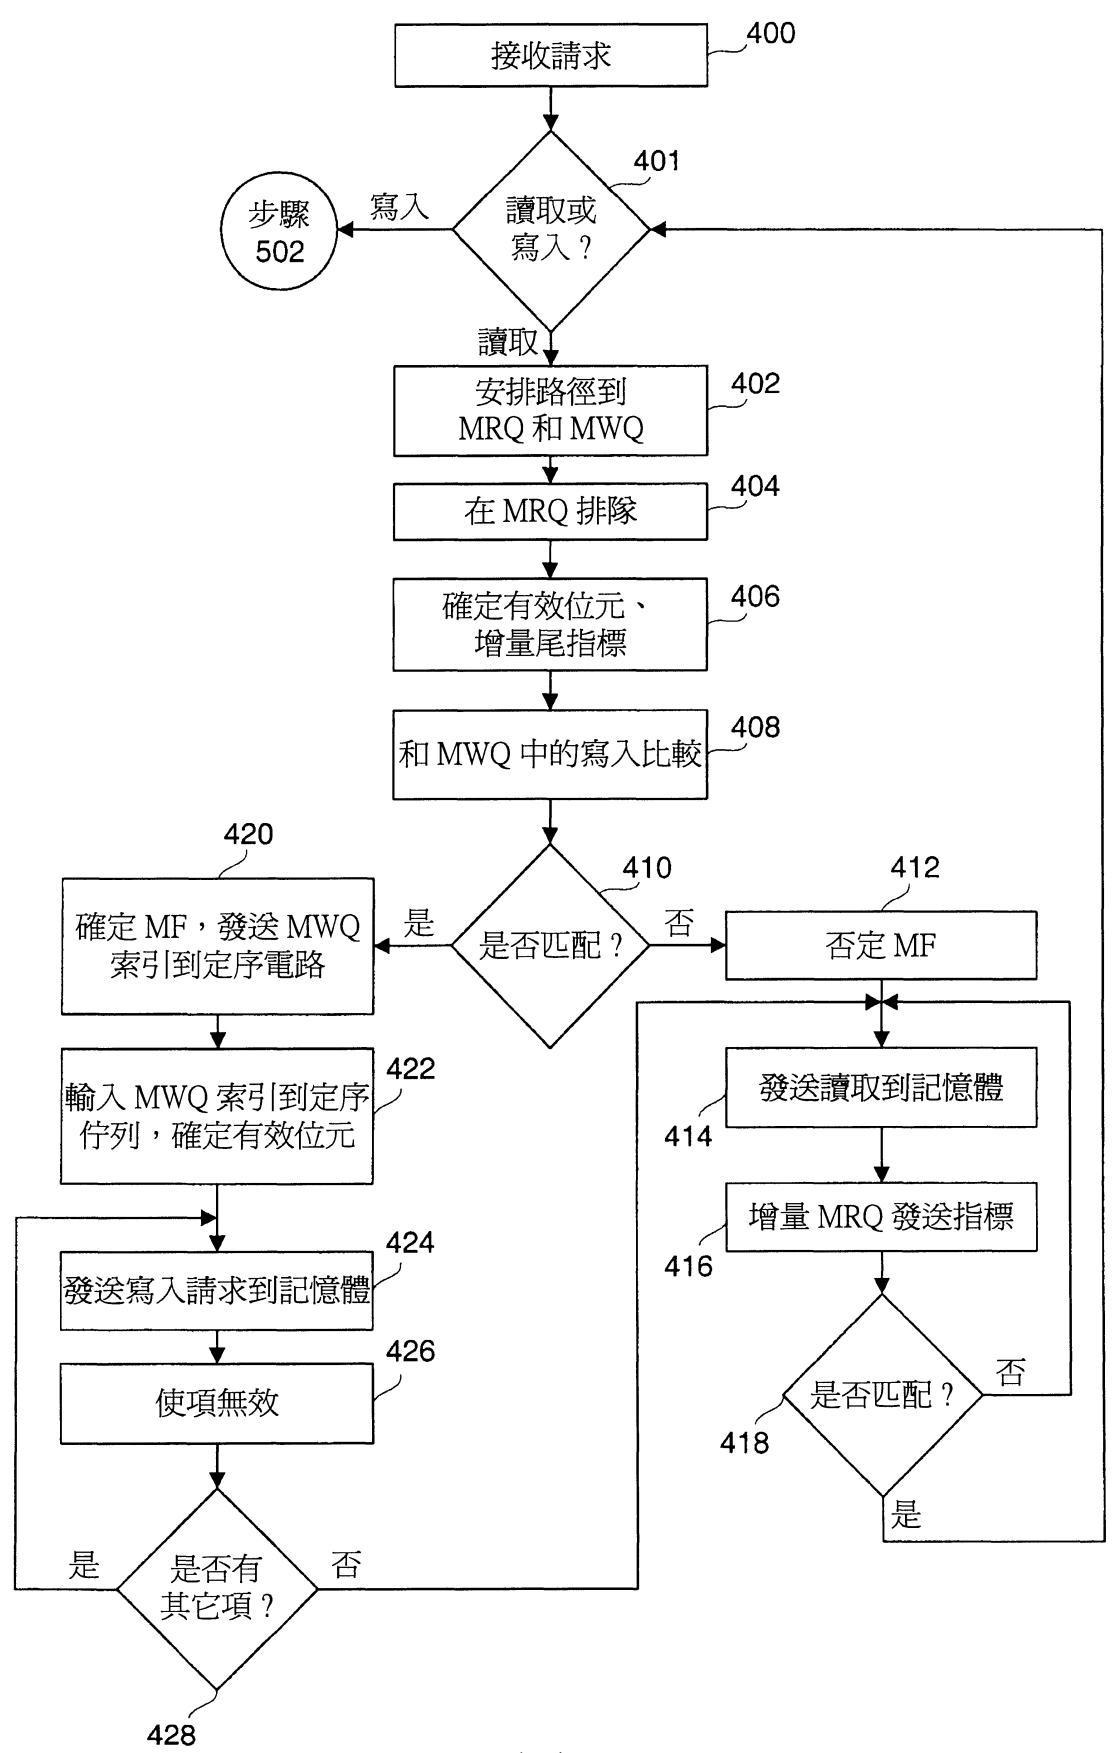 接收請求
400
讀取或
寫入？
401
寫入
步驟
502
讀取
安排路徑到
MRQ 和 MWQ
402
在 MRQ 排隊
404
確定有效位元、
增量尾指標
406
和 MWQ 中的寫入比較
408
是否匹配？
410
是
否
420
確定 MF，發送 MWQ
索引到定序電路
412
否定 MF
輸入 MWQ 索引到定序
佇列，確定有效位元
422
發送讀取到記憶體
414
增量 MRQ 發送指標
416
發送寫入請求到記憶體
424
使項無效
426
是否匹配？
418
否
是
是否有
其它項？
是
否
428